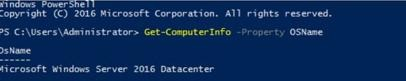 Windows PowerShell
Copyright (C) 2016 Microsoft Corporation. All rights reserved.
PS C:\Users\Administrator> Get-ComputerInfo -Property OSName
OsName
------
Microsoft Windows Server 2016 Datacenter